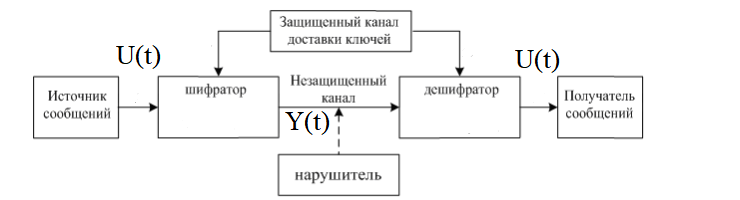 Защищенный канал
доставки ключей
U(t)
U(t)
Источник
сообщений
шифратор
Незащищенный
канал
Y(t)
дешифратор
Получатель
сообщений
нарушитель